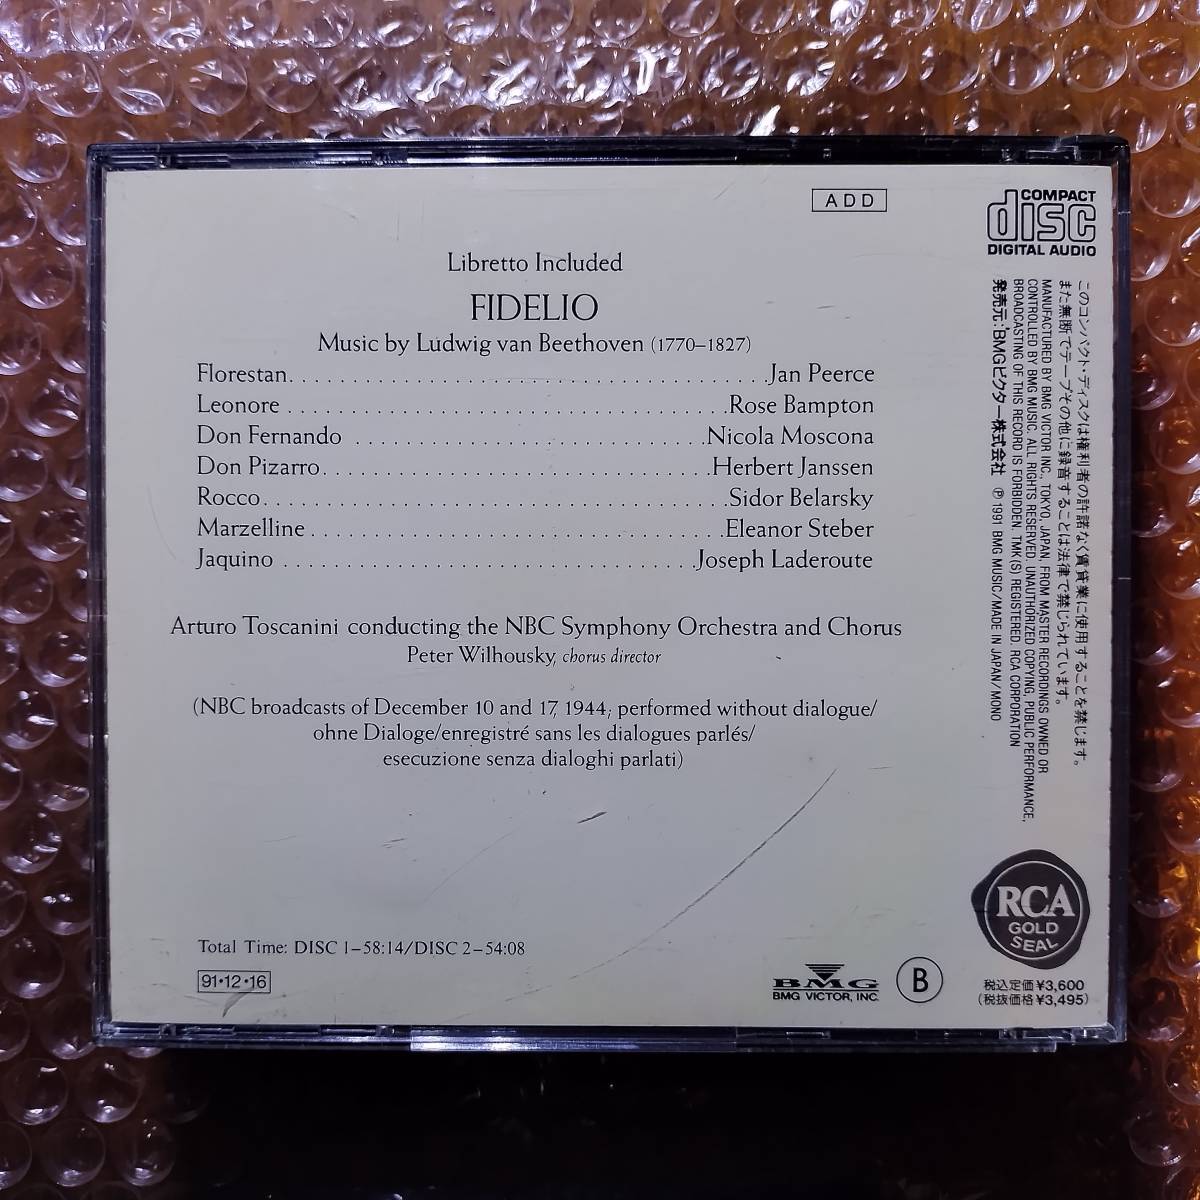 ADD
COMPACT
disc
DIGITAL AUDIO
Libretto Included
FIDELIO
Music by Ludwig van Beethoven (1770–1827)
Florestan. . . . . . . . . . . . . . . . . . . . . . . . . . . . . . . . . . . . . .Jan Peerce
Leonore . . . . . . . . . . . . . . . . . . . . . . . . . . . . . . . . . . .Rose Bampton
Don Fernando . . . . . . . . . . . . . . . . . . . . . . . . . . . .Nicola Moscona
Don Pizarro. . . . . . . . . . . . . . . . . . . . . . . . . . . . . . .Herbert Janssen
Rocco. . . . . . . . . . . . . . . . . . . . . . . . . . . . . . . . . . . . .Sidor Belarsky
Marzelline . . . . . . . . . . . . . . . . . . . . . . . . . . . . . . . . .Eleanor Steber
Jaquino . . . . . . . . . . . . . . . . . . . . . . . . . . . . . . . . .Joseph Laderoute
Arturo Toscanini conducting the NBC Symphony Orchestra and Chorus
Peter Wilhousky, chorus director
(NBC broadcasts of December 10 and 17, 1944; performed without dialogue/
ohne Dialoge/enregistré sans les dialogues parlés/
esecuzione senza dialoghi parlati)
Total Time: DISC 1–58:14/DISC 2–54:08
91·12·16
BMG
BMG VICTOR, INC.
B
このコンパクト・ディスクは権利者の許諾なく賃貸業に使用することを禁じます。
また無断でテープその他に録音することは法律で禁じられています。
MANUFACTURED BY BMG VICTOR INC., TOKYO, JAPAN, FROM MASTER RECORDINGS OWNED OR
CONTROLLED BY BMG MUSIC. ALL RIGHTS RESERVED. UNAUTHORIZED COPYING, PUBLIC PERFORMANCE,
BROADCASTING OF THIS RECORD IS FORBIDDEN. TMK(S) REGISTERED. RCA CORPORATION
発売元:BMGビクター株式会社 Ⓟ1991 BMG MUSIC/MADE IN JAPAN/MONO
RCA
GOLD
SEAL
税込定価¥3,600
(税抜価格¥3,495)